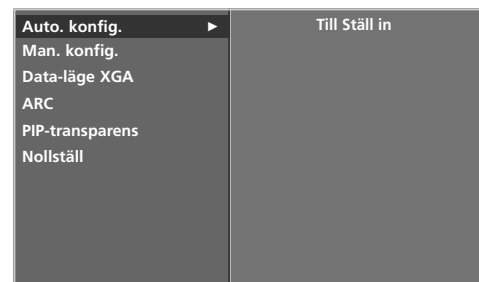 Auto. konfig. ►
Till Ställ in
Man. konfig.
Data-läge XGA
ARC
PIP-transparens
Nollställ